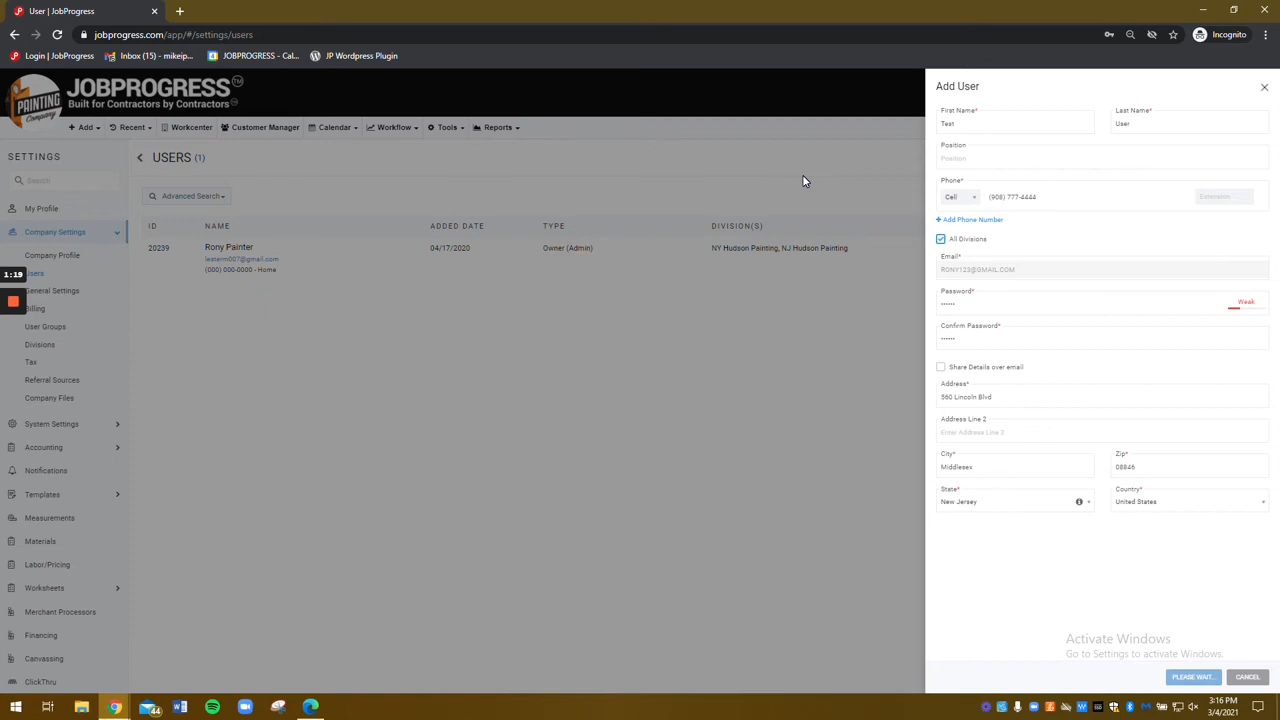 User | JobProgress
jobprogress.com/app/#/settings/users
Login | JobProgress
Inbox (15) - mikeip...
JobProgress - Cal...
JP Wordpress Plugin
Incognito
PAINTING
Company
JOBPROGRESS TM
Built for Contractors by Contractors
Add
Recent
Workcenter
Customer Manager
Calendar
Workflow
Tools
Reports
SETTINGS
Search
My Profile
Company Settings
Company Profile
Users
General Settings
Billing
User Groups
Divisions
Tax
Referral Sources
Company Files
System Settings
Accounting
Notifications
Templates
Measurements
Materials
Labor/Pricing
Worksheets
Merchant Processors
Financing
Canvassing
ClickThru
1:19
USERS (1)
Advanced Search
ID NAME ADDED DATE TYPE DIVISION(S)
20239 Rony Painter 04/17/2020 Owner (Admin) NY Hudson Painting, NJ Hudson Painting
lesterm007@gmail.com
(000) 000-0000 - Home
Add User
First Name* Last Name*
Test User
Position
Position
Phone*
Cell (908) 777-4444 Extension
+ Add Phone Number
All Divisions
Email*
RONY123@GMAIL.COM
Password*
Weak
Confirm Password*
Share Details over email
Address*
560 Lincoln Blvd
Address Line 2
Enter Address Line 2
City* Zip*
Middlesex 08846
State* Country*
New Jersey United States
Activate Windows
Go to Settings to activate Windows.
PLEASE WAIT... CANCEL
44
3:16 PM
3/4/2021